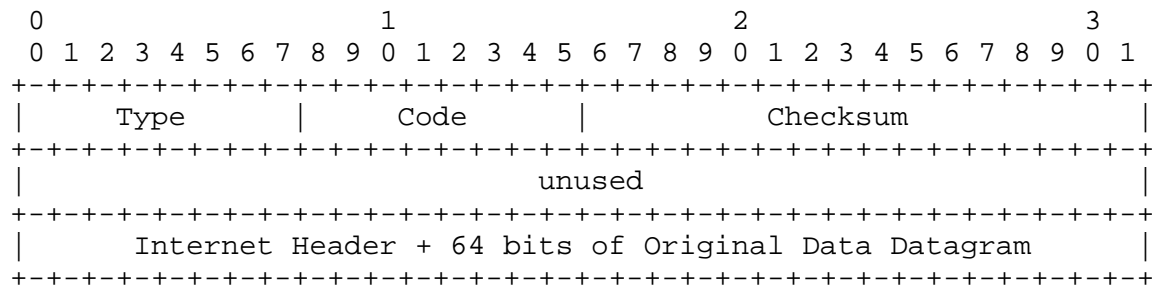 0                   1                   2                   3
 0 1 2 3 4 5 6 7 8 9 0 1 2 3 4 5 6 7 8 9 0 1 2 3 4 5 6 7 8 9 0 1
+-+-+-+-+-+-+-+-+-+-+-+-+-+-+-+-+-+-+-+-+-+-+-+-+-+-+-+-+-+-+-+-+
|     Type      |     Code      |          Checksum             |
+-+-+-+-+-+-+-+-+-+-+-+-+-+-+-+-+-+-+-+-+-+-+-+-+-+-+-+-+-+-+-+-+
|                             unused                            |
+-+-+-+-+-+-+-+-+-+-+-+-+-+-+-+-+-+-+-+-+-+-+-+-+-+-+-+-+-+-+-+-+
|      Internet Header + 64 bits of Original Data Datagram      |
+-+-+-+-+-+-+-+-+-+-+-+-+-+-+-+-+-+-+-+-+-+-+-+-+-+-+-+-+-+-+-+-+